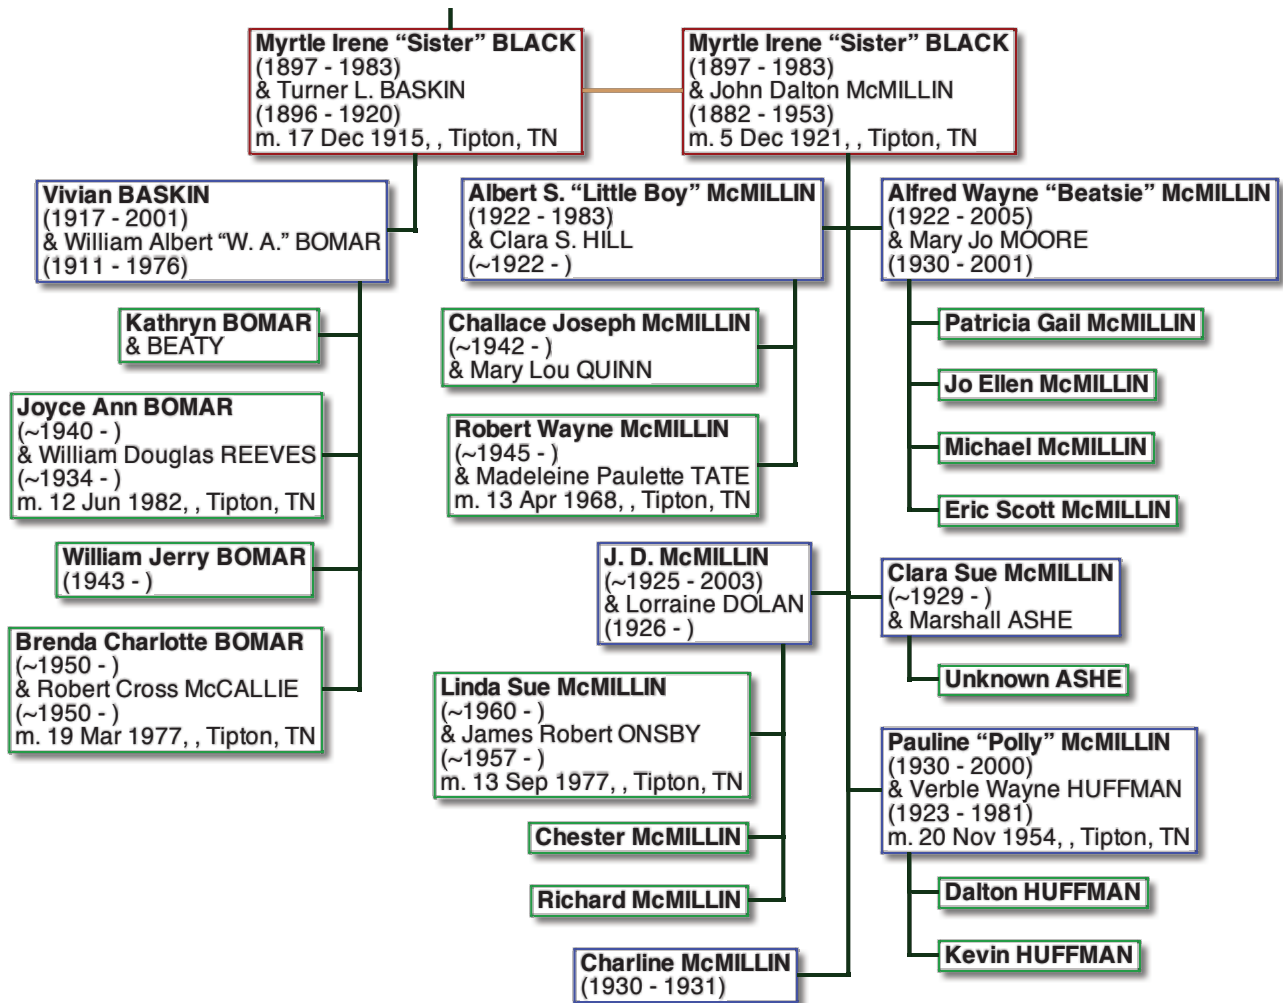 Myrtle Irene “Sister” BLACK
(1897 - 1983)
& Turner L. BASKIN
(1896 - 1920)
m. 17 Dec 1915, , Tipton, TN
Myrtle Irene “Sister” BLACK
(1897 - 1983)
& John Dalton McMILLIN
(1882 - 1953)
m. 5 Dec 1921, , Tipton, TN
Vivian BASKIN
(1917 - 2001)
& William Albert “W. A.” BOMAR
(1911 - 1976)
Kathryn BOMAR
& BEATY
Joyce Ann BOMAR
(~1940 - )
& William Douglas REEVES
(~1934 - )
m. 12 Jun 1982, , Tipton, TN
William Jerry BOMAR
(1943 - )
Brenda Charlotte BOMAR
(~1950 - )
& Robert Cross McCALLIE
(~1950 - )
m. 19 Mar 1977, , Tipton, TN
Albert S. “Little Boy” McMILLIN
(1922 - 1983)
& Clara S. HILL
(~1922 - )
Challace Joseph McMILLIN
(~1942 - )
& Mary Lou QUINN
Robert Wayne McMILLIN
(~1945 - )
& Madeleine Paulette TATE
m. 13 Apr 1968, , Tipton, TN
Alfred Wayne “Beatsie” McMILLIN
(1922 - 2005)
& Mary Jo MOORE
(1930 - 2001)
Patricia Gail McMILLIN
Jo Ellen McMILLIN
Michael McMILLIN
Eric Scott McMILLIN
J. D. McMILLIN
(~1925 - 2003)
& Lorraine DOLAN
(1926 - )
Linda Sue McMILLIN
(~1960 - )
& James Robert ONSBY
(~1957 - )
m. 13 Sep 1977, , Tipton, TN
Chester McMILLIN
Richard McMILLIN
Clara Sue McMILLIN
(~1929 - )
& Marshall ASHE
Unknown ASHE
Pauline “Polly” McMILLIN
(1930 - 2000)
& Verble Wayne HUFFMAN
(1923 - 1981)
m. 20 Nov 1954, , Tipton, TN
Dalton HUFFMAN
Kevin HUFFMAN
Charline McMILLIN
(1930 - 1931)